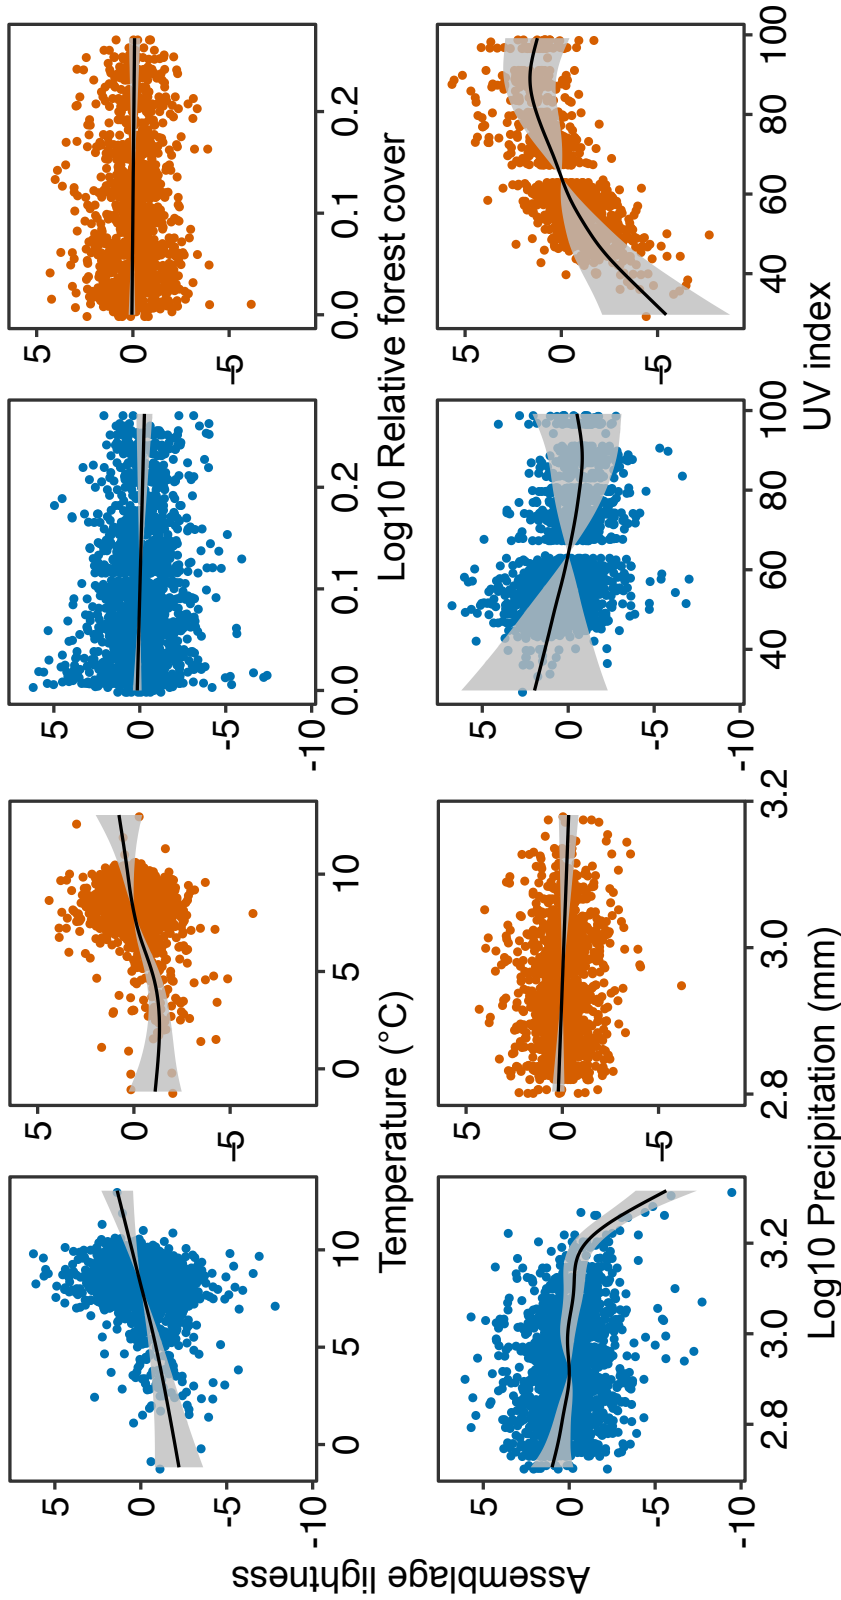 Assemblage lightness
5 5 5 5
0 0 0 0
-5 -5 -5 -5
-10 -10
0 5 10 0 5 10 0.0 0.1 0.2 0.0 0.1 0.2
Temperature (°C) Log10 Relative forest cover
5 5 5 5
0 0 0 0
-5 -5 -5 -5
-10 -10
2.8 3.0 3.2 2.8 3.0 3.2 40 60 80 100 40 60 80 100
Log10 Precipitation (mm) UV index